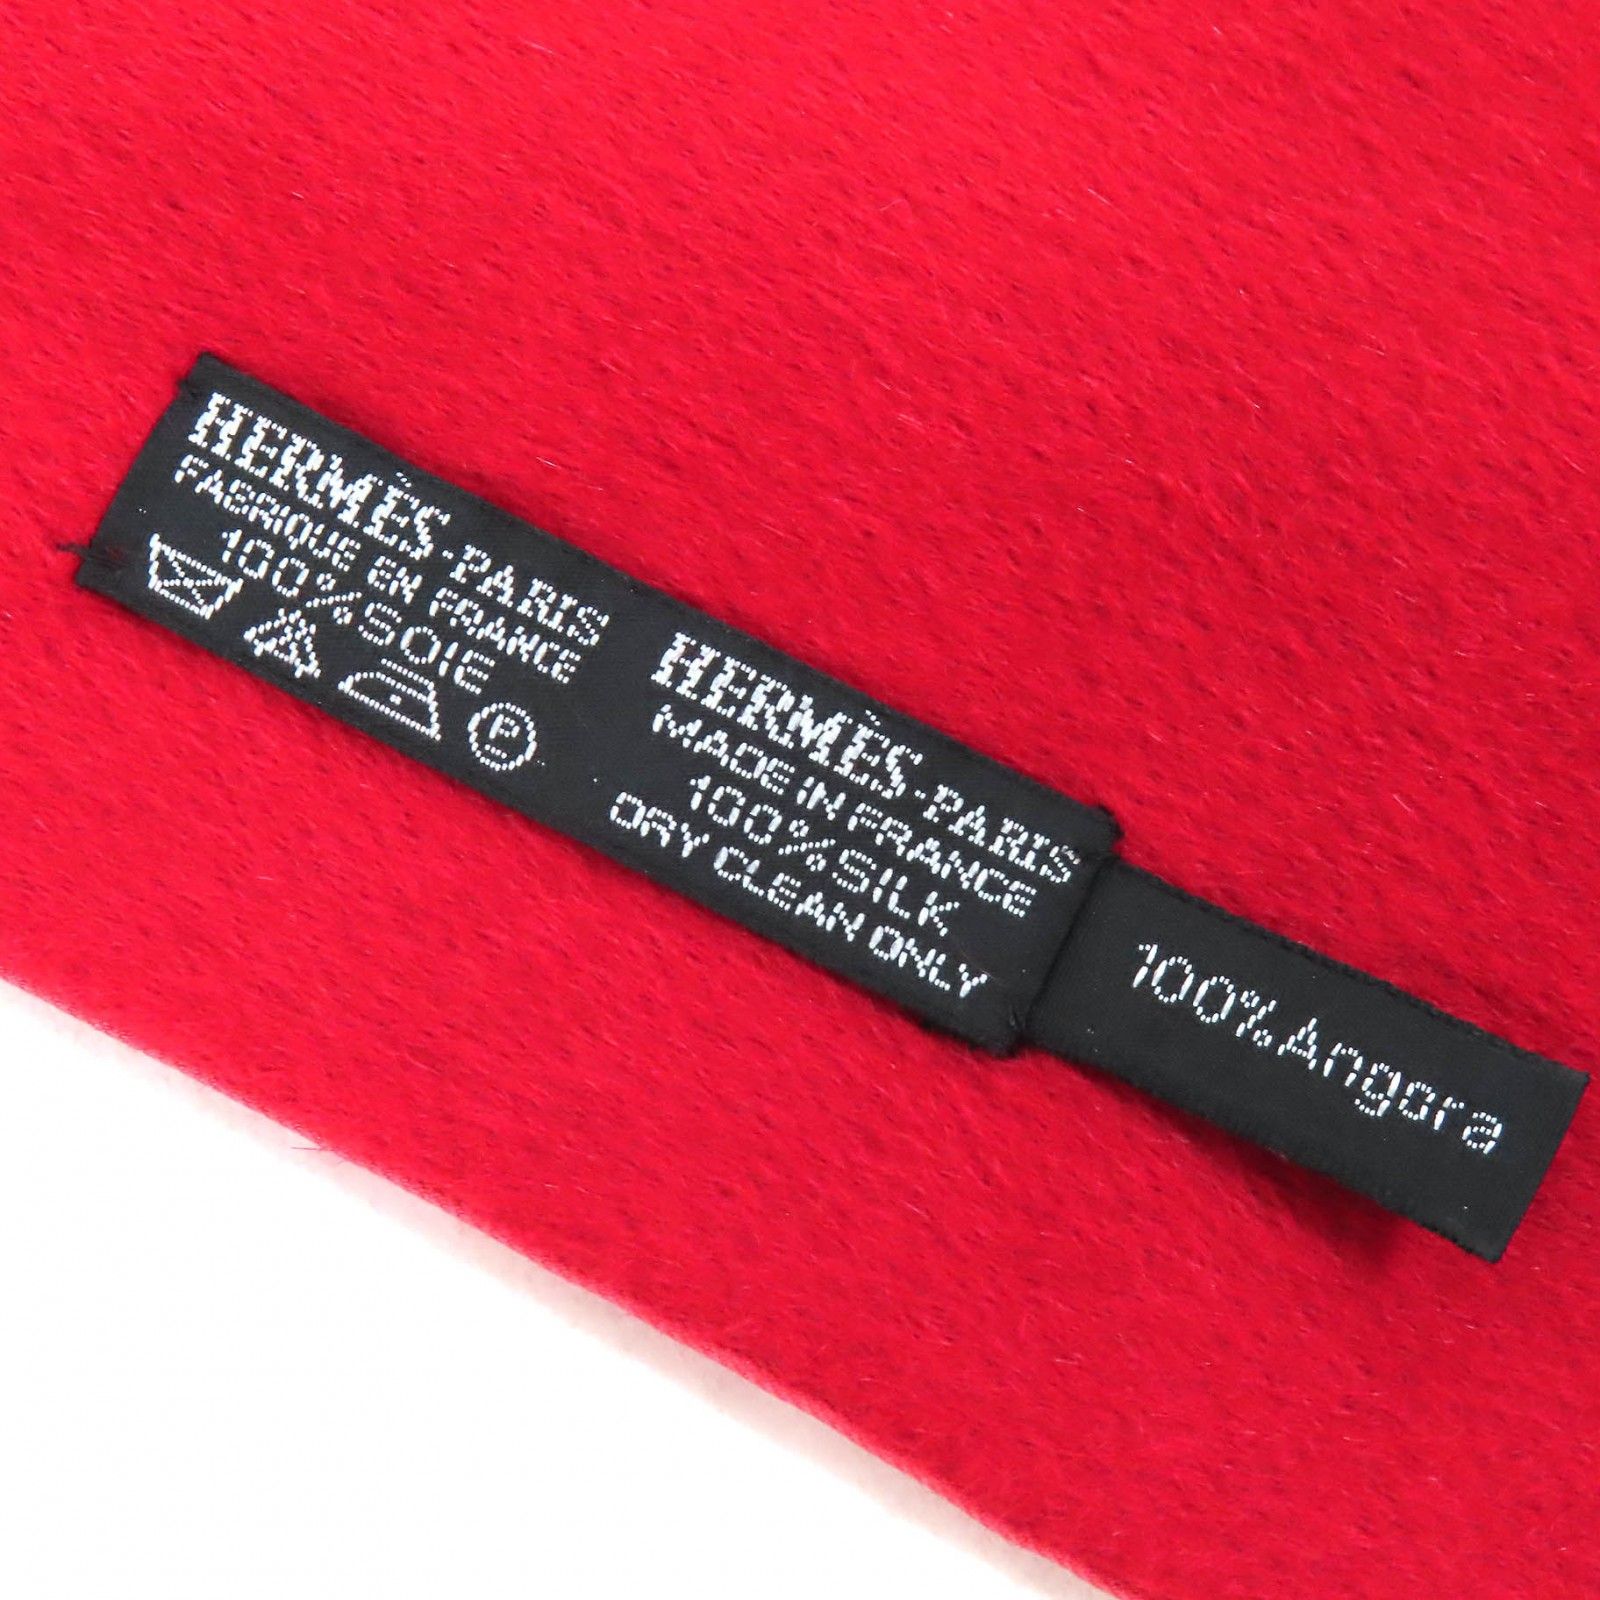 HERMÈS-PARIS
FABRIQUE EN FRANCE
100%SOIE
P
HERMÈS-PARIS
MADE IN FRANCE
100%SILK
DRY CLEAN ONLY
100%Angora